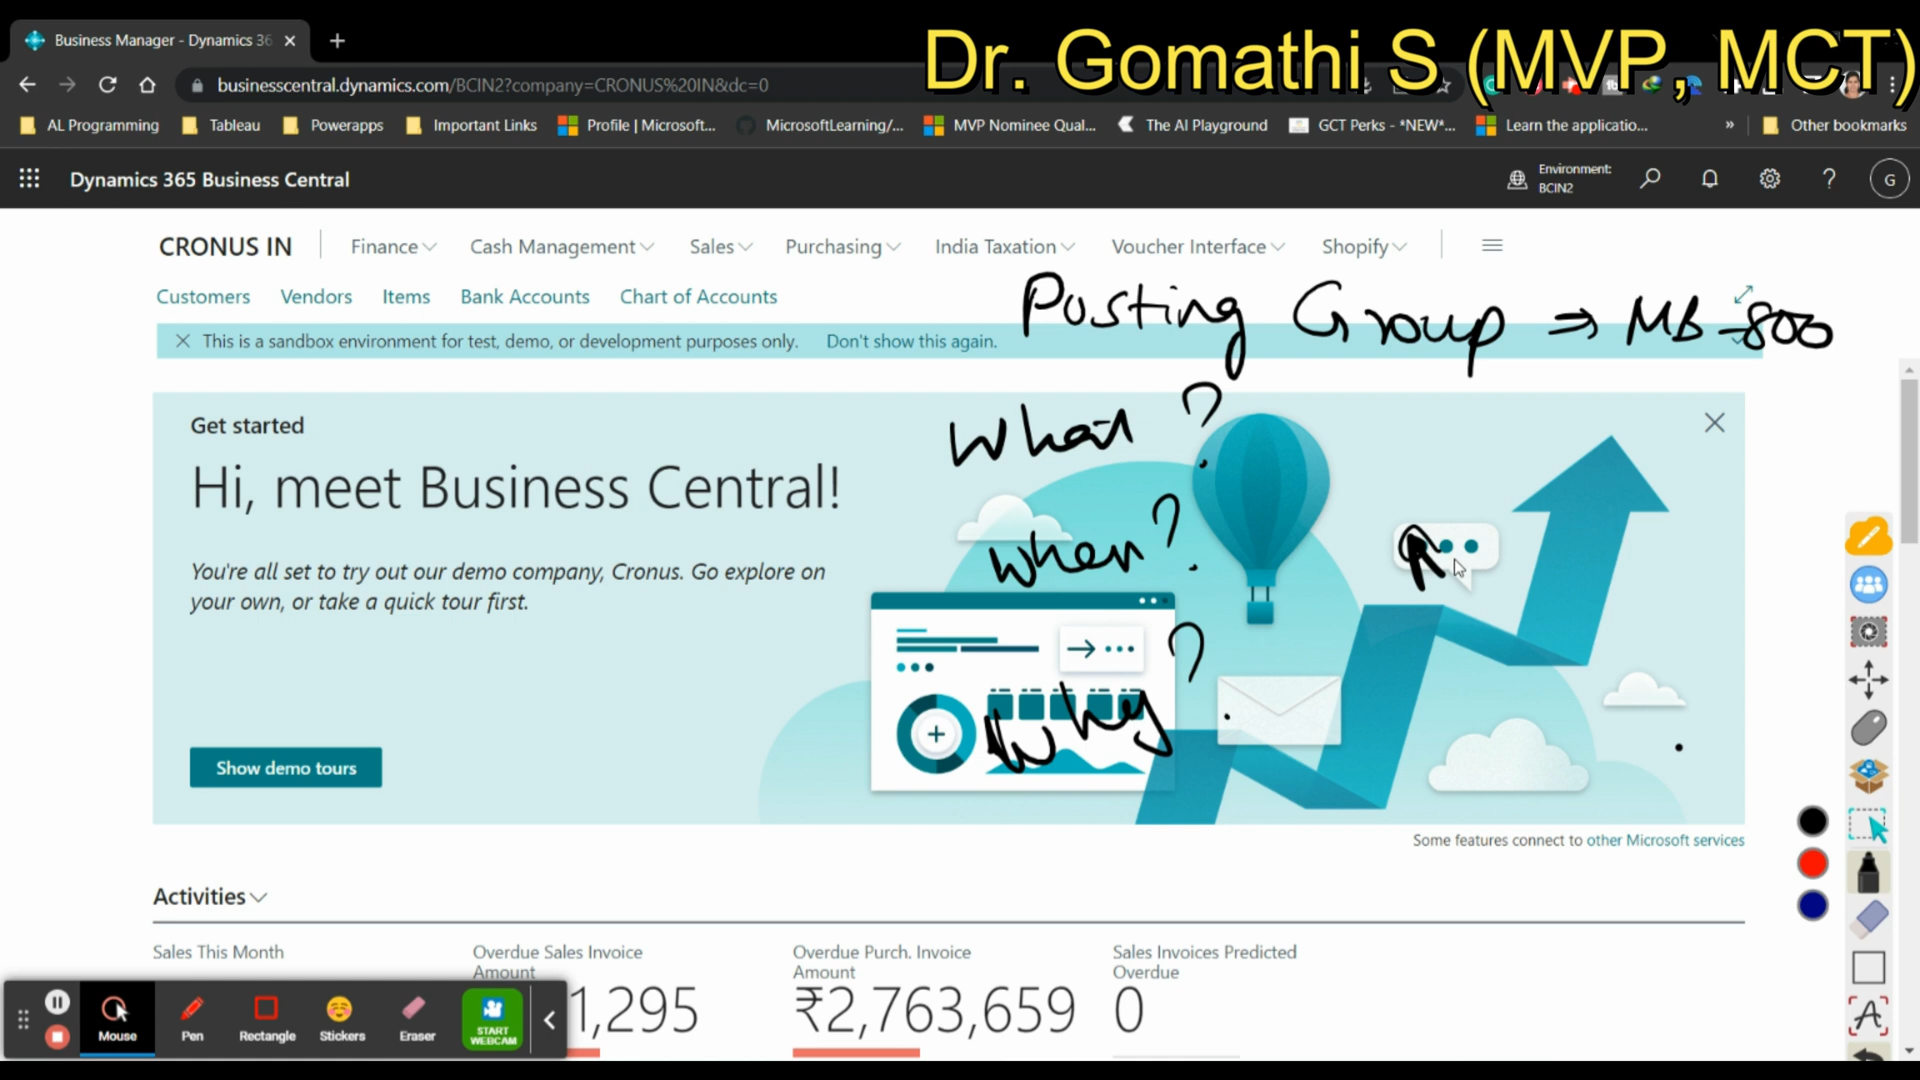 Dr. Gomathi S (MVP, MCT)
Business Manager - Dynamics 36
businesscentral.dynamics.com/BCIN2?company=CRONUS%20IN&dc=0
AL Programming Tableau Powerapps Important Links Profile | Microsoft... MicrosoftLearning/... MVP Nominee Qual... The AI Playground GCT Perks - *NEW*... Learn the applicatio... » Other bookmarks
Dynamics 365 Business Central
Environment:
BCIN2
? G
CRONUS IN Finance Cash Management Sales Purchasing India Taxation Voucher Interface Shopify
Customers Vendors Items Bank Accounts Chart of Accounts
Posting Group ⇒ MB-800
This is a sandbox environment for test, demo, or development purposes only. Don't show this again.
What?
Get started
Hi, meet Business Central!
When?
You're all set to try out our demo company, Cronus. Go explore on
your own, or take a quick tour first.
Why?
Show demo tours
Some features connect to other Microsoft services
Activities
Sales This Month
Overdue Sales Invoice
Amount
1,295
Overdue Purch. Invoice
Amount
₹2,763,659
Sales Invoices Predicted
Overdue
0
Mouse Pen Rectangle Stickers Eraser START
WEBCAM
A